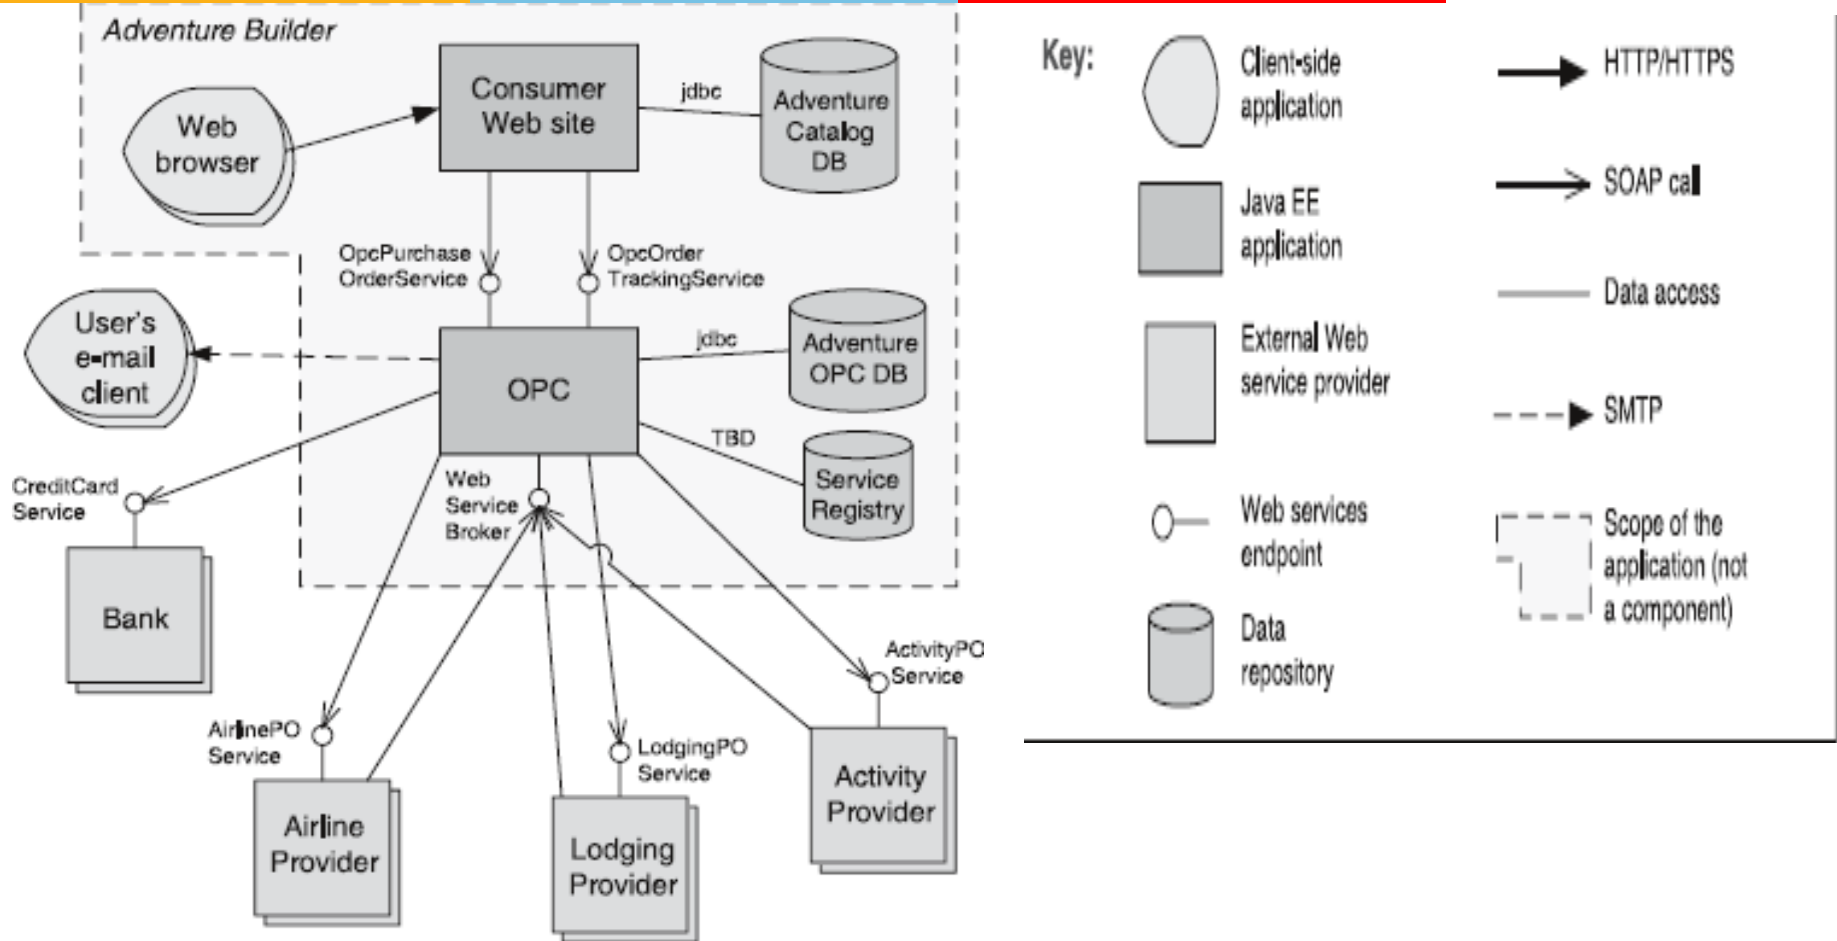 Adventure Builder
Consumer
Web site
jdbc
Adventure
Catalog
DB
Web
browser
OpcPurchase
OrderService
OpcOrder
TrackingService
User's
e-mail
client
OPC
jdbc
Adventure
OPC DB
TBD
Service
Registry
CreditCard
Service
Web
Service
Broker
Bank
AirlinePO
Service
LodgingPO
Service
ActivityPO
Service
Airline
Provider
Lodging
Provider
Activity
Provider
Key:
Client-side
application
Java EE
application
External Web
service provider
Web services
endpoint
Data
repository
HTTP/HTTPS
SOAP call
Data access
SMTP
Scope of the
application (not
a component)